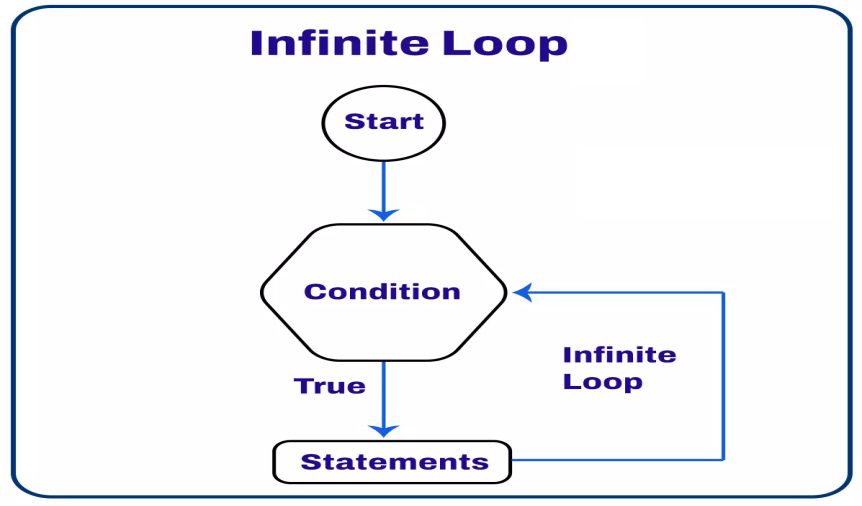 Infinite Loop
Start
Condition
True
Infinite
Loop
Statements